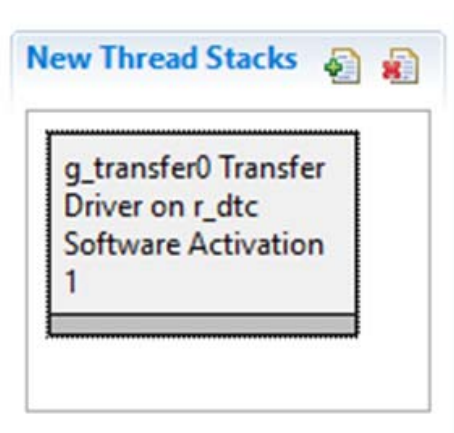 New Thread Stacks
g_transfer0 Transfer
Driver on r_dtc
Software Activation
1